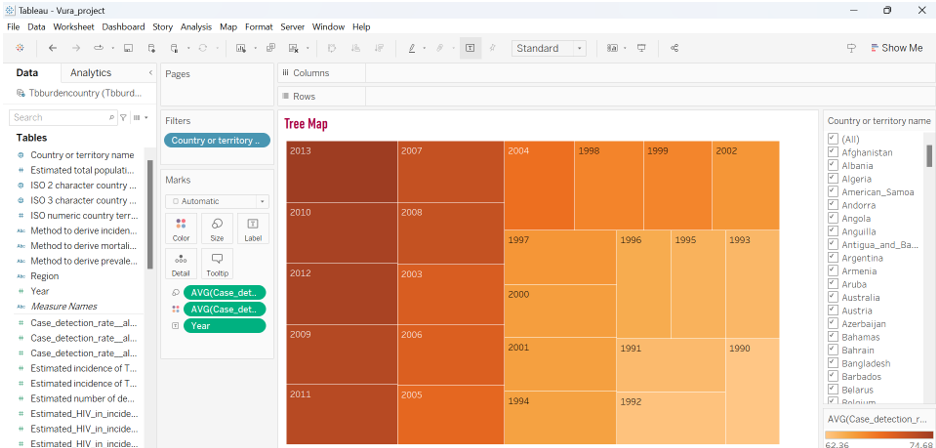 Tableau - Vura_project
File Data Worksheet Dashboard Story Analysis Map Format Server Window Help
Standard
Show Me
Data Analytics
Tbburdencountry (Tbburd...
Search
Tables
Country or territory name
Estimated total populati...
ISO 2 character country ...
ISO 3 character country ...
ISO numeric country terr...
Method to derive inciden...
Method to derive mortali...
Method to derive prevale...
Region
Year
Measure Names
Case_detection_rate__al...
Case_detection_rate__al...
Case_detection_rate__al...
Estimated incidence of T...
Estimated incidence of T...
Estimated number of de...
Estimated_HIV_in_incide...
Estimated_HIV_in_incide...
Estimated_HIV_in_incide...
Pages
Filters
Country or territory ..
Marks
Automatic
Color Size Label
Detail Tooltip
AVG(Case_det..
AVG(Case_det..
Year
Columns
Rows
Tree Map
2013 2007 2004 1998 1999 2002
2010 2008
1997 1996 1995 1993
2012 2003
2000
2009 2006
2001 1991 1990
2011 2005
1994 1992
Country or territory name
(All)
Afghanistan
Albania
Algeria
American_Samoa
Andorra
Angola
Anguilla
Antigua_and_Ba...
Argentina
Armenia
Aruba
Australia
Austria
Azerbaijan
Bahamas
Bahrain
Bangladesh
Barbados
Belarus
Belgium
AVG(Case_detection_r...
62.36 74.68